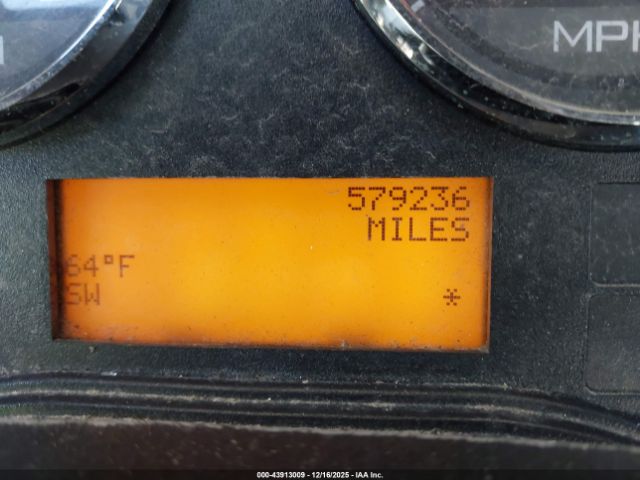 MPH
579236
MILES
64°F
SW
*
000-43913009 - 12/16/2025 - IAA Inc.